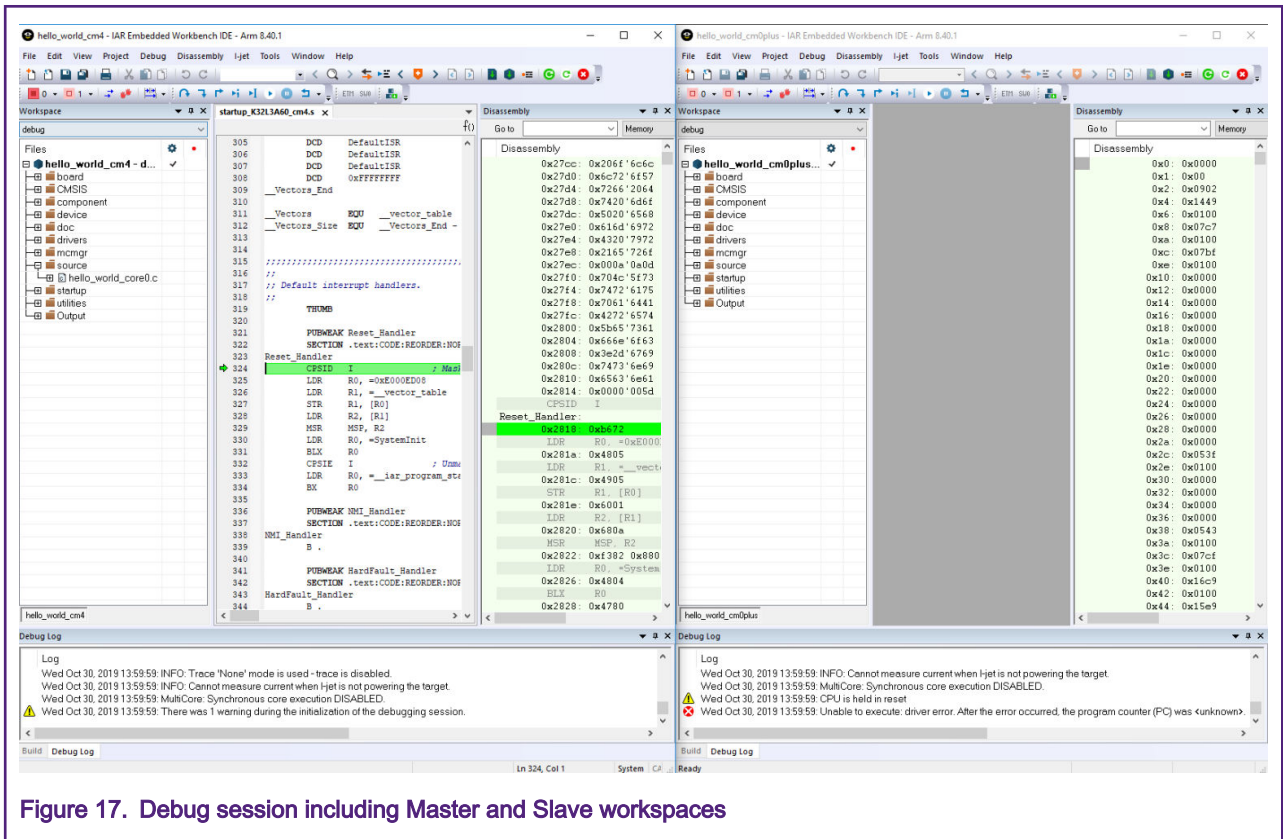 hello_world_cm4 - IAR Embedded Workbench IDE - Arm 8.40.1
File Edit View Project Debug Disassembly I-jet Tools Window Help
ETM SWO
Workspace
debug
Files
hello_world_cm4 - d...
board
CMSIS
component
device
doc
drivers
mcmgr
source
hello_world_core0.c
startup
utilities
Output
hello_world_cm4
startup_K32L3A60_cm4.s x
f()
305 DCD DefaultISR
306 DCD DefaultISR
307 DCD DefaultISR
308 DCD 0xFFFFFFFF
309 __Vectors_End
310
311 __Vectors EQU __vector_table
312 __Vectors_Size EQU __Vectors_End -
313
314
315 ;;;;;;;;;;;;;;;;;;;;;;;;;;;;;;;;;;;;;
316 ;;
317 ;; Default interrupt handlers.
318 ;;
319 THUMB
320
321 PUBWEAK Reset_Handler
322 SECTION .text:CODE:REORDER:NOR
323 Reset_Handler
324 CPSID I ; Mask
325 LDR R0, =0xE000ED08
326 LDR R1, =__vector_table
327 STR R1, [R0]
328 LDR R2, [R1]
329 MSR MSP, R2
330 LDR R0, =SystemInit
331 BLX R0
332 CPSIE I ; Unma
333 LDR R0, =__iar_program_sta
334 BX R0
335
336 PUBWEAK NMI_Handler
337 SECTION .text:CODE:REORDER:NOR
338 NMI_Handler
339 B .
340
341 PUBWEAK HardFault_Handler
342 SECTION .text:CODE:REORDER:NOR
343 HardFault_Handler
344 B .
Disassembly
Go to Memory
Disassembly
0x27cc: 0x206f'6c6c
0x27d0: 0x6c72'6f57
0x27d4: 0x7266'2064
0x27d8: 0x7420'6d6f
0x27dc: 0x5020'6568
0x27e0: 0x616d'6972
0x27e4: 0x4320'7972
0x27e8: 0x2165'726f
0x27ec: 0x000a'0a0d
0x27f0: 0x704c'5f73
0x27f4: 0x7472'6175
0x27f8: 0x7061'6441
0x27fc: 0x4272'6574
0x2800: 0x5b65'7361
0x2804: 0x666e'6f63
0x2808: 0x3e2d'6769
0x280c: 0x7473'6e69
0x2810: 0x6563'6e61
0x2814: 0x0000'005d
CPSID I
Reset_Handler:
0x2818: 0xb672
LDR R0, =0xE000
0x281a: 0x4805
LDR R1, =__vect
0x281c: 0x4905
STR R1, [R0]
0x281e: 0x6001
LDR R2, [R1]
0x2820: 0x680a
MSR MSP, R2
0x2822: 0xf382 0x880
LDR R0, =System
0x2826: 0x4804
BLX R0
0x2828: 0x4780
Debug Log
Log
Wed Oct 30, 2019 13:59:59: INFO: Trace 'None' mode is used - trace is disabled.
Wed Oct 30, 2019 13:59:59: INFO: Cannot measure current when I-jet is not powering the target.
Wed Oct 30, 2019 13:59:59: MultiCore: Synchronous core execution DISABLED.
Wed Oct 30, 2019 13:59:59: There was 1 warning during the initialization of the debugging session.
Build Debug Log
Ln 324, Col 1 System
hello_world_cm0plus - IAR Embedded Workbench IDE - Arm 8.40.1
File Edit View Project Debug Disassembly I-jet Tools Window Help
ETM SWO
Workspace
debug
Files
hello_world_cm0plus...
board
CMSIS
component
device
doc
drivers
mcmgr
source
startup
utilities
Output
hello_world_cm0plus
Disassembly
Go to Memory
Disassembly
0x0: 0x0000
0x1: 0x00
0x2: 0x0902
0x4: 0x1449
0x6: 0x0100
0x8: 0x07c7
0xa: 0x0100
0xc: 0x07bf
0xe: 0x0100
0x10: 0x0000
0x12: 0x0000
0x14: 0x0000
0x16: 0x0000
0x18: 0x0000
0x1a: 0x0000
0x1c: 0x0000
0x1e: 0x0000
0x20: 0x0000
0x22: 0x0000
0x24: 0x0000
0x26: 0x0000
0x28: 0x0000
0x2a: 0x0000
0x2c: 0x053f
0x2e: 0x0100
0x30: 0x0000
0x32: 0x0000
0x34: 0x0000
0x36: 0x0000
0x38: 0x0543
0x3a: 0x0100
0x3c: 0x07cf
0x3e: 0x0100
0x40: 0x16c9
0x42: 0x0100
0x44: 0x15e9
Debug Log
Log
Wed Oct 30, 2019 13:59:59: INFO: Cannot measure current when I-jet is not powering the target.
Wed Oct 30, 2019 13:59:59: MultiCore: Synchronous core execution DISABLED.
Wed Oct 30, 2019 13:59:59: CPU is held in reset
Wed Oct 30, 2019 13:59:59: Unable to execute: driver error. After the error occurred, the program counter (PC) was <unknown>.
Build Debug Log
Ready
Figure 17. Debug session including Master and Slave workspaces